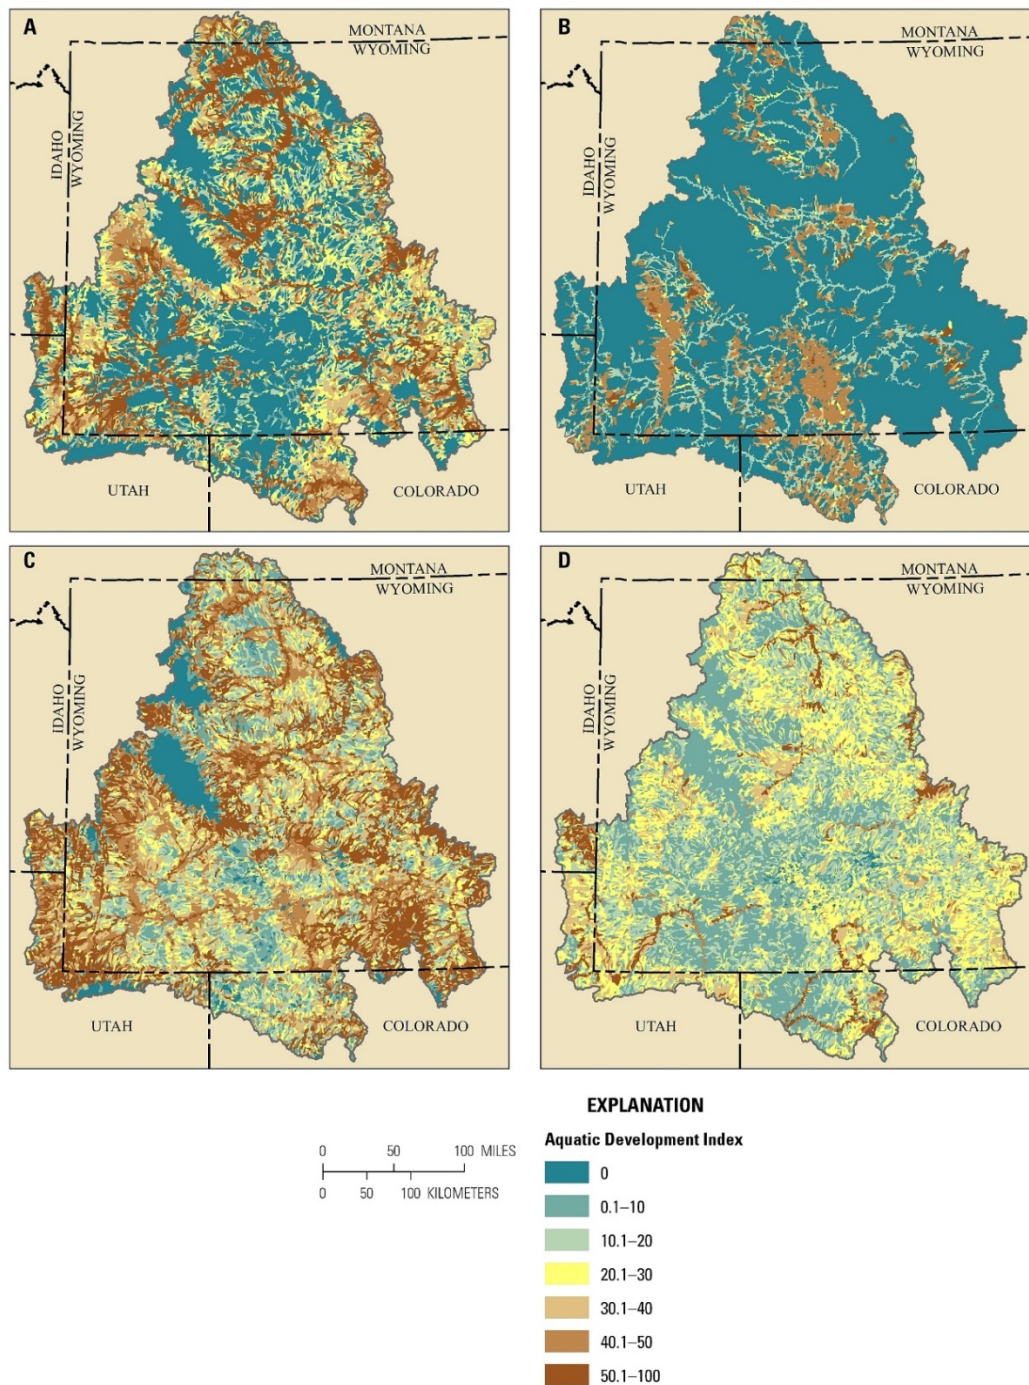 A
MONTANA
WYOMING
IDAHO
WYOMING
UTAH
COLORADO
B
MONTANA
WYOMING
IDAHO
WYOMING
UTAH
COLORADO
C
MONTANA
WYOMING
IDAHO
WYOMING
UTAH
COLORADO
D
MONTANA
WYOMING
IDAHO
WYOMING
UTAH
COLORADO
0 50 100 MILES
0 50 100 KILOMETERS
EXPLANATION
Aquatic Development Index
0
0.1–10
10.1–20
20.1–30
30.1–40
40.1–50
50.1–100